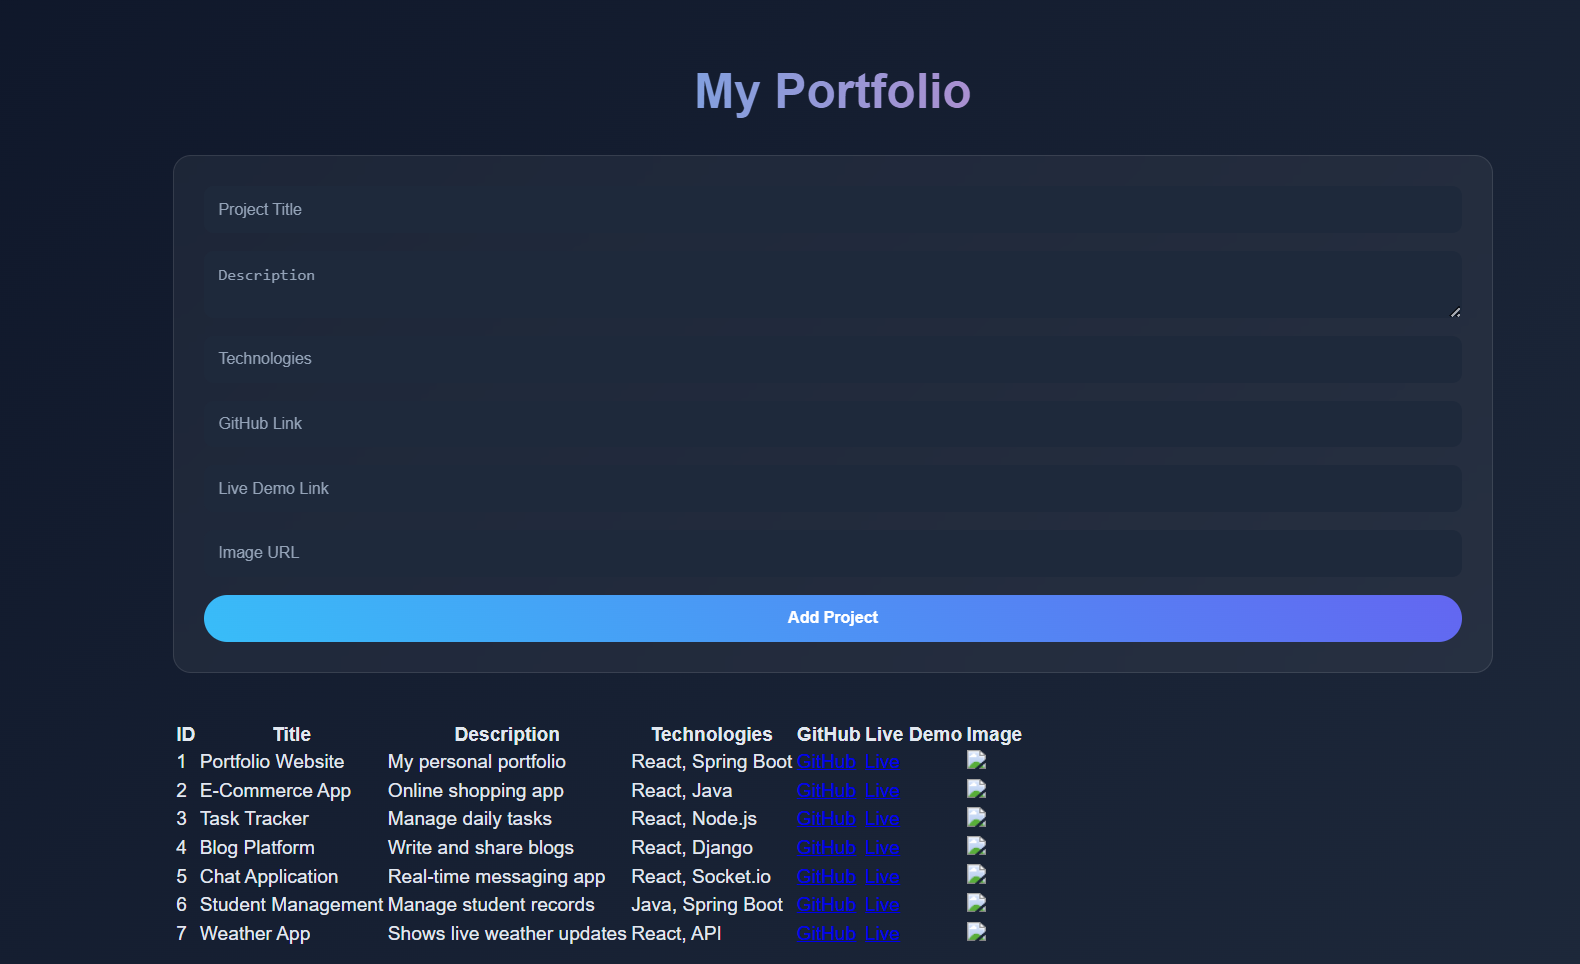 My Portfolio
Project Title
Description
Technologies
GitHub Link
Live Demo Link
Image URL
Add Project
ID Title Description Technologies GitHub Live Demo Image
1 Portfolio Website My personal portfolio React, Spring Boot GitHub Live
2 E-Commerce App Online shopping app React, Java GitHub Live
3 Task Tracker Manage daily tasks React, Node.js GitHub Live
4 Blog Platform Write and share blogs React, Django GitHub Live
5 Chat Application Real-time messaging app React, Socket.io GitHub Live
6 Student Management Manage student records Java, Spring Boot GitHub Live
7 Weather App Shows live weather updates React, API GitHub Live